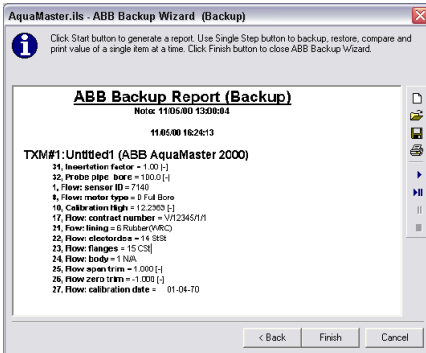 AquaMaster.ils - ABB Backup Wizard (Backup)
Click Start button to generate a report. Use Single Step button to backup, restore, compare and
print value of a single item at a time. Click Finish button to close ABB Backup Wizard.
ABB Backup Report (Backup)
Note: 11/05/00 13:00:04
11/05/00 16:24:13
TXM#1:Untitled1 (ABB AquaMaster 2000)
31, Insertation factor = 1.00 [-]
32, Probe pipe bore = 100.0 [-]
1, Flow: sensor ID = 7140
8, Flow: meter type = 0 Full Bore
10, Calibration High = 12.2363 [-]
17, Flow: contract number = V/12345/1/1
21, Fow: lining = 6 Rubber(WRC)
22, Flow: electordes = 14 StSt
23, Flow: flanges = 15 CSt
24, Flow: body = 1 N/A
25, Flow span trim = 1.000 [-]
26, Flow zero trim = -1.000 [-]
27, Flow: calibration date = 01-04-70
< Back Finish Cancel